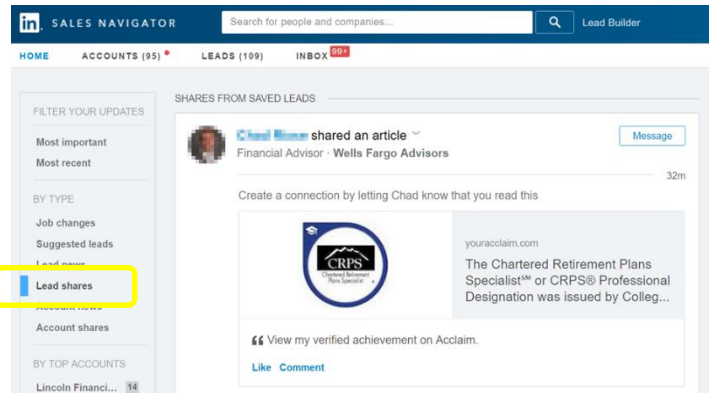 in SALES NAVIGATOR
Search for people and companies...
Lead Builder
HOME ACCOUNTS (95) LEADS (109) INBOX 99+
FILTER YOUR UPDATES
Most important
Most recent
BY TYPE
Job changes
Suggested leads
Lead news
Lead shares
Account news
Account shares
BY TOP ACCOUNTS
Lincoln Financi... 14
SHARES FROM SAVED LEADS
shared an article
Message
Financial Advisor · Wells Fargo Advisors
32m
Create a connection by letting Chad know that you read this
CRPS
Chartered Retirement
Plans Specialist
youracclaim.com
The Chartered Retirement Plans
Specialist℠ or CRPS® Professional
Designation was issued by Colleg...
❝ View my verified achievement on Acclaim.
Like Comment